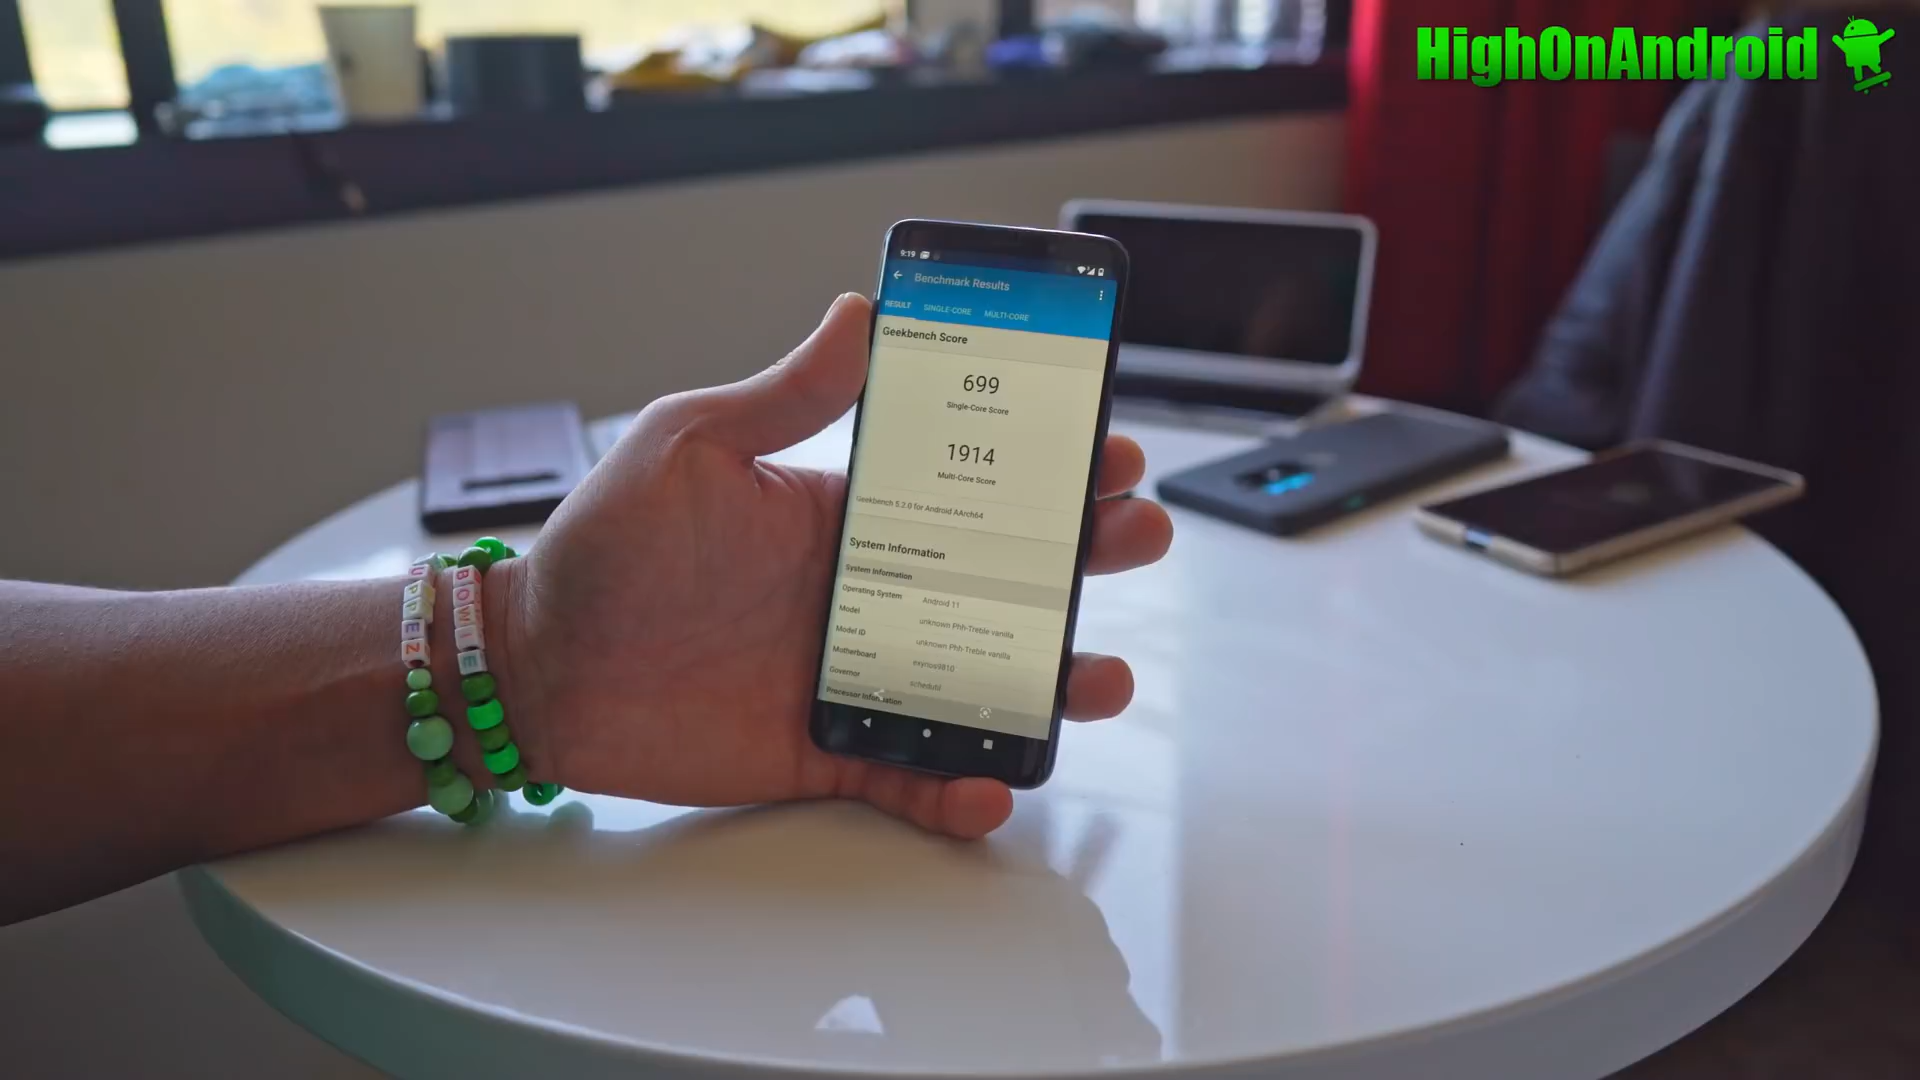 HighOnAndroid
9:19
Benchmark Results
RESULT SINGLE-CORE MULTI-CORE
Geekbench Score
699
Single-Core Score
1914
Multi-Core Score
Geekbench 5.2.0 for Android AArch64
System Information
System Information
Operating System Android 11
Model unknown Phh-Treble vanilla
Model ID unknown Phh-Treble vanilla
Motherboard exynos9810
Governor schedutil
Processor Information
UPPEZ
BOWIE